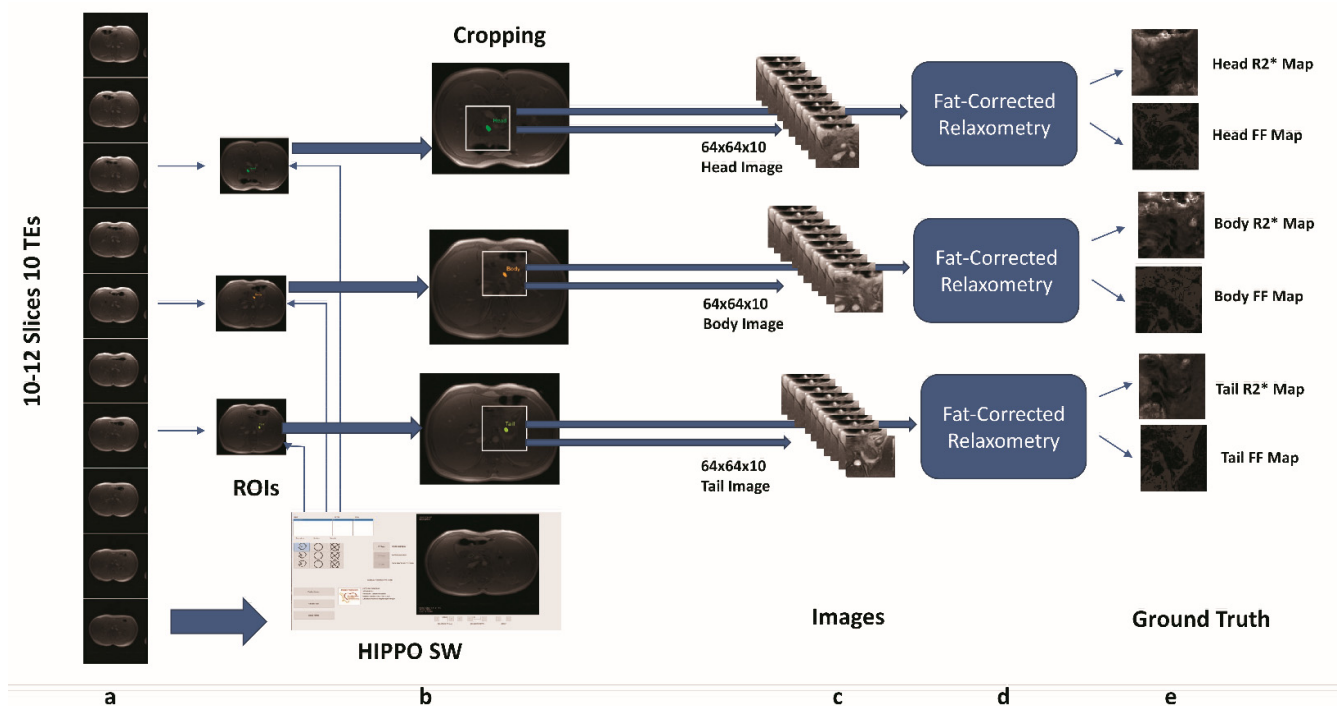 10-12 Slices 10 TEs
Cropping
Head
64x64x10
Head Image
Fat-Corrected
Relaxometry
Head R2* Map
Head FF Map
Body
64x64x10
Body Image
Fat-Corrected
Relaxometry
Body R2* Map
Body FF Map
Tail
64x64x10
Tail Image
Fat-Corrected
Relaxometry
Tail R2* Map
Tail FF Map
ROIs
HIPPO SW
Images
Ground Truth
a
b
c
d
e